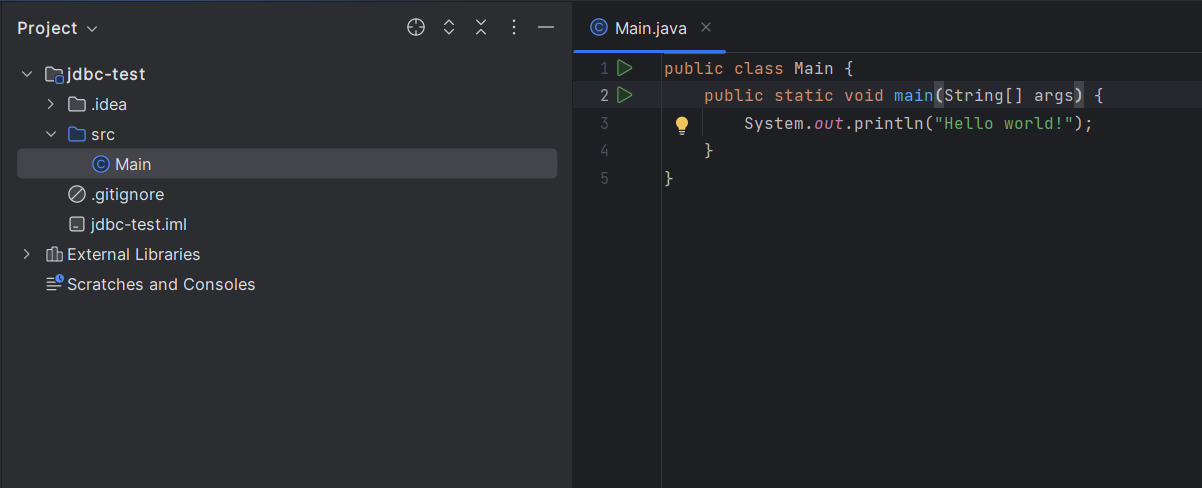 Project
jdbc-test
.idea
src
Main
.gitignore
jdbc-test.iml
External Libraries
Scratches and Consoles
Main.java
1 public class Main {
2     public static void main(String[] args) {
3         System.out.println("Hello world!");
4     }
5 }